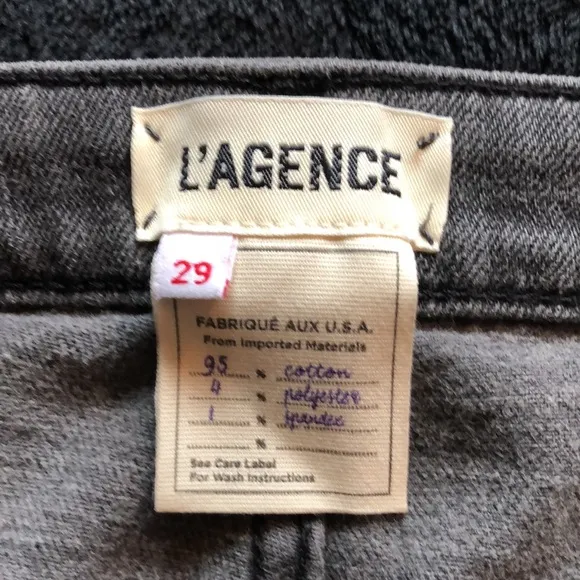 L'AGENCE
29
FABRIQUÉ AUX U.S.A.
From Imported Materials
95 % cotton
4 % polyester
1 % spandex
%
See Care Label
For Wash Instructions